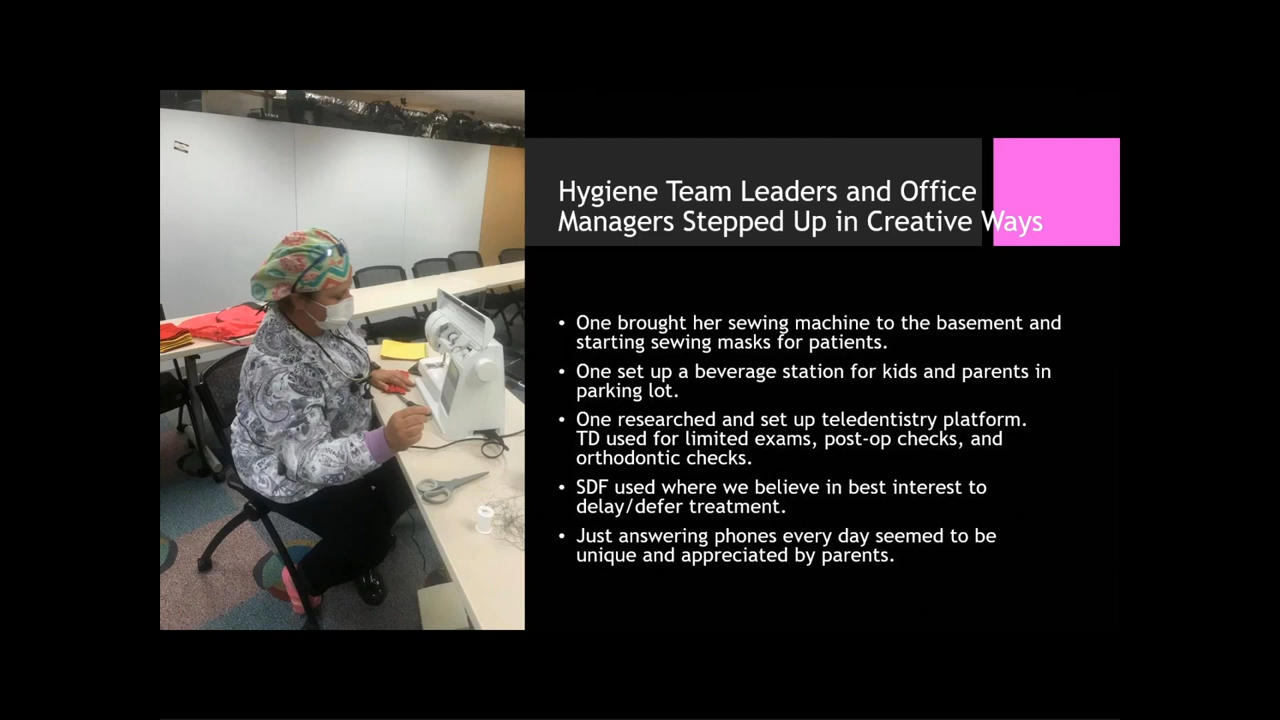 Hygiene Team Leaders and Office
Managers Stepped Up in Creative Ways
• One brought her sewing machine to the basement and
starting sewing masks for patients.
• One set up a beverage station for kids and parents in
parking lot.
• One researched and set up teledentistry platform.
TD used for limited exams, post-op checks, and
orthodontic checks.
• SDF used where we believe in best interest to
delay/defer treatment.
• Just answering phones every day seemed to be
unique and appreciated by parents.